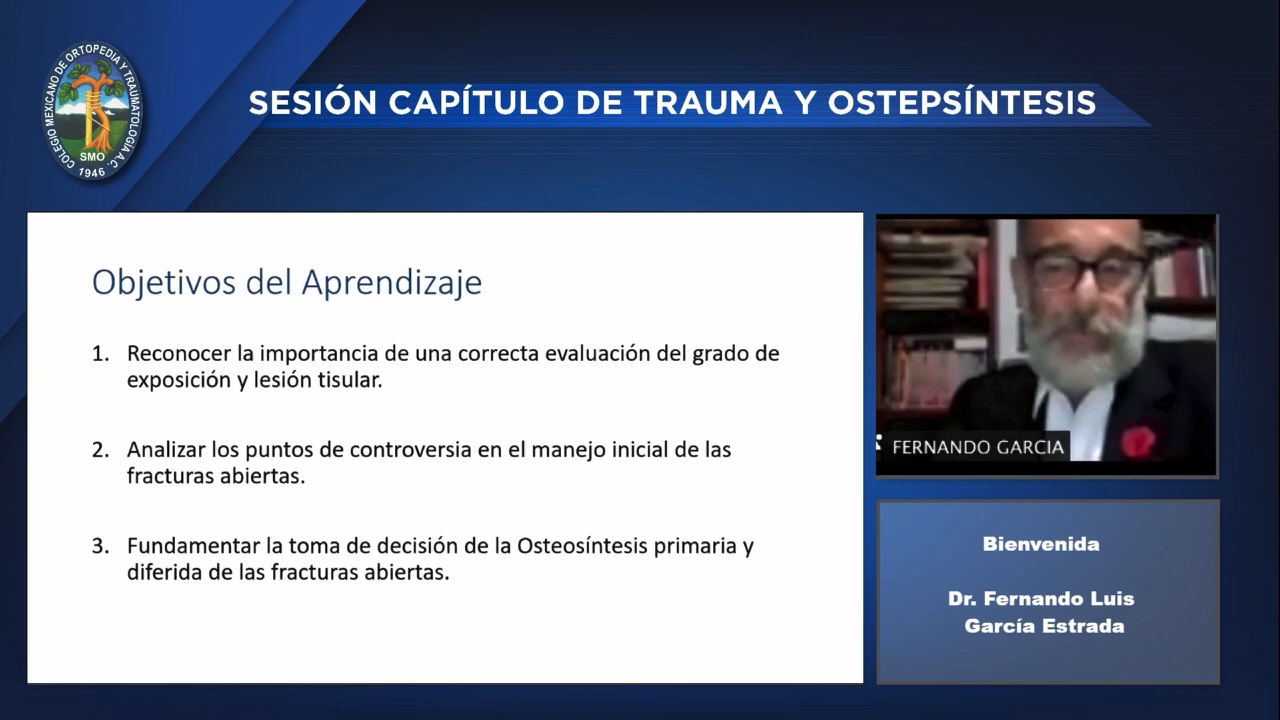 COLEGIO MEXICANO DE ORTOPEDIA Y TRAUMATOLOGIA A.C.
SMO
1946
SESIÓN CAPÍTULO DE TRAUMA Y OSTEPSÍNTESIS
Objetivos del Aprendizaje
1. Reconocer la importancia de una correcta evaluación del grado de
exposición y lesión tisular.
2. Analizar los puntos de controversia en el manejo inicial de las
fracturas abiertas.
3. Fundamentar la toma de decisión de la Osteosíntesis primaria y
diferida de las fracturas abiertas.
FERNANDO GARCIA
Bienvenida
Dr. Fernando Luis
García Estrada